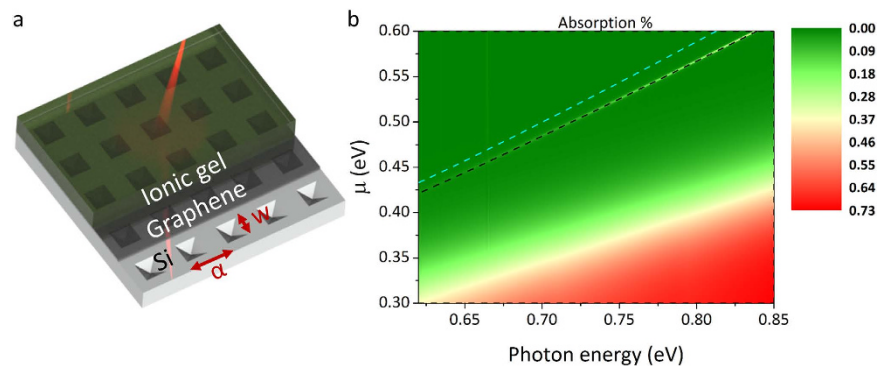 a
Ionic gel
Graphene
Si
w
α
b
Absorption %
μ (eV)
0.60
0.55
0.50
0.45
0.40
0.35
0.30
0.65
0.70
0.75
0.80
0.85
Photon energy (eV)
0.00
0.09
0.18
0.28
0.37
0.46
0.55
0.64
0.73